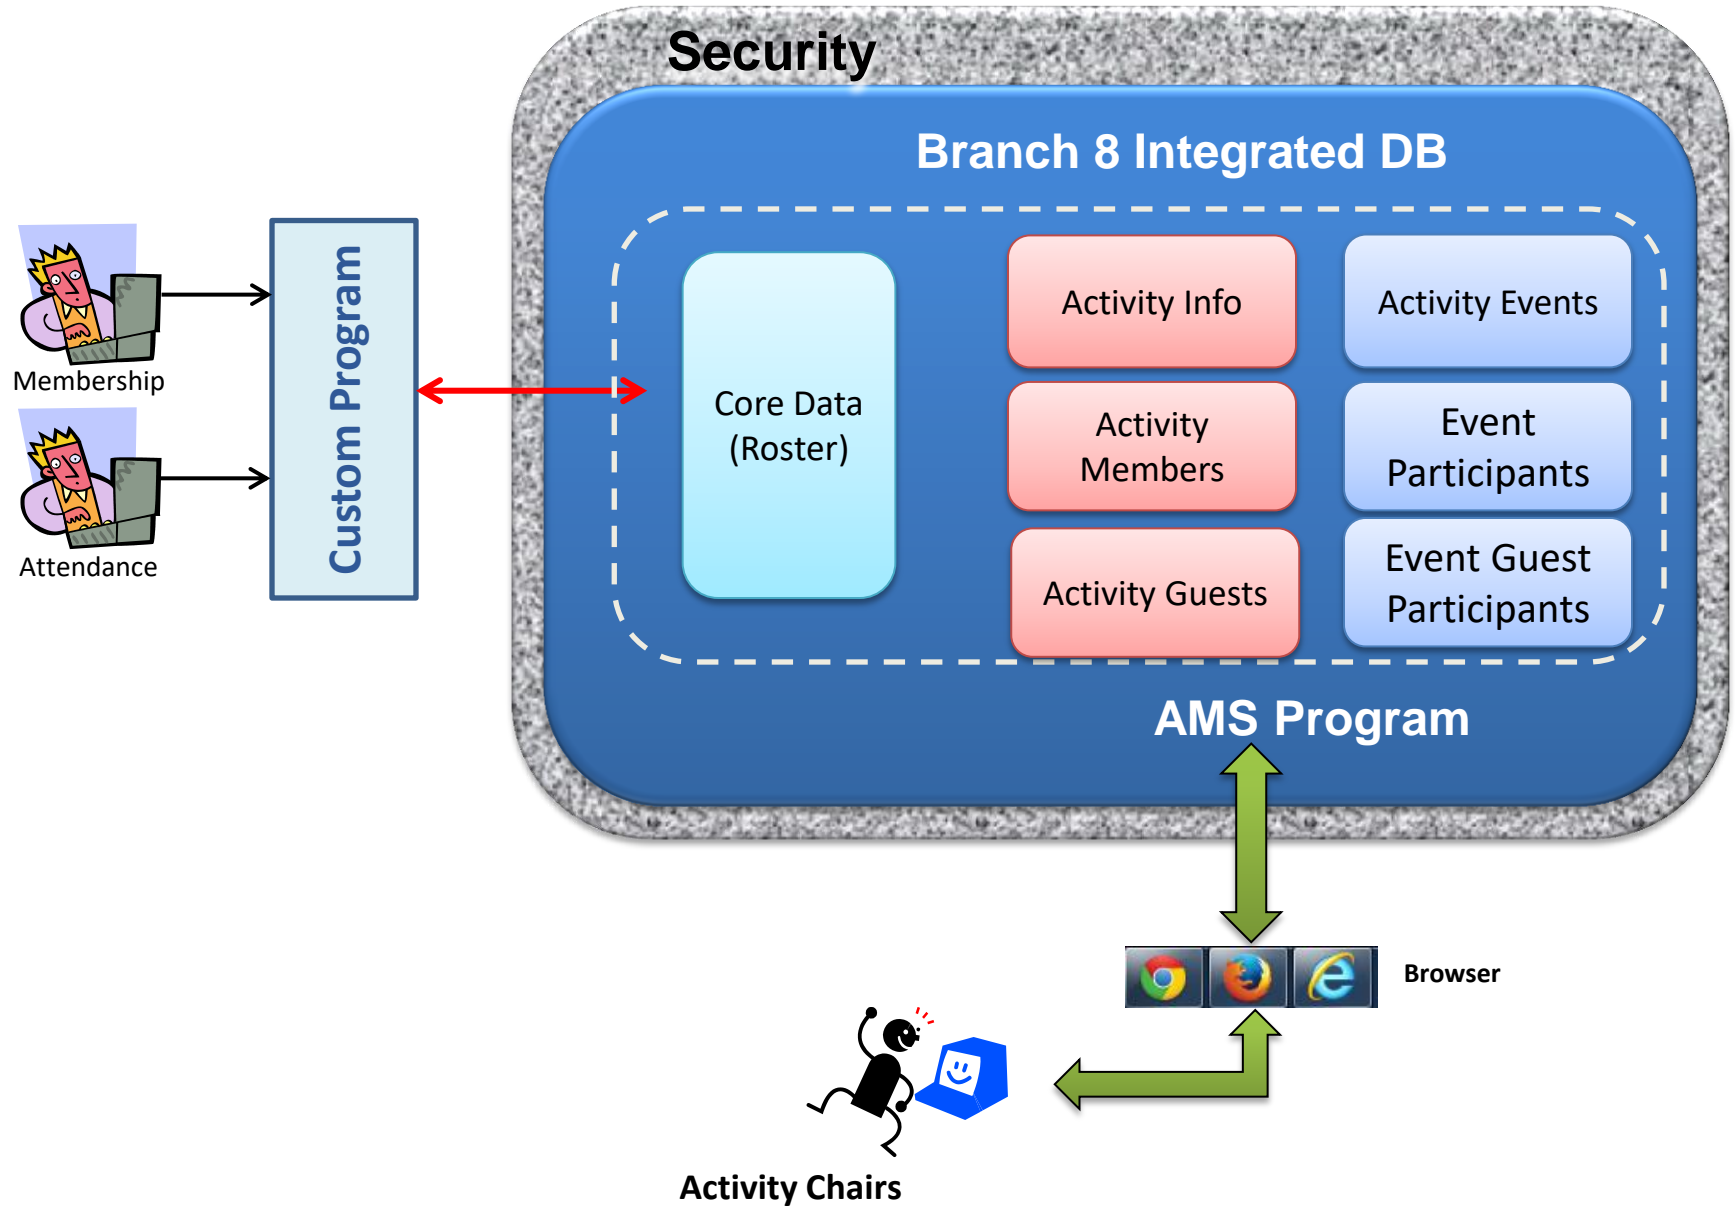 Security
Branch 8 Integrated DB
Membership
Attendance
Custom Program
Core Data
(Roster)
Activity Info
Activity
Members
Activity Guests
Activity Events
Event
Participants
Event Guest
Participants
AMS Program
Browser
Activity Chairs